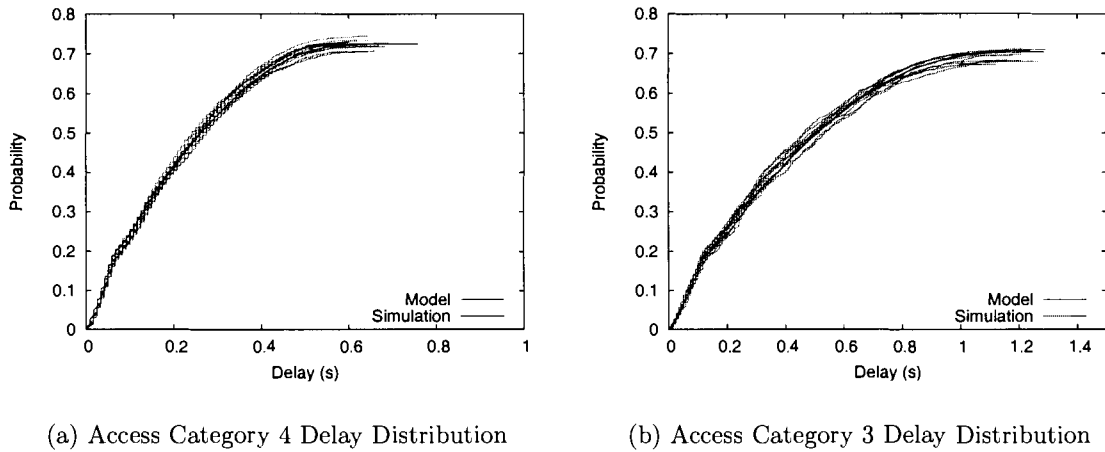 0.8
0.7
0.6
0.5
0.4
0.3
0.2
0.1
0
Probability
Model
Simulation
0 0.2 0.4 0.6 0.8 1
Delay (s)
(a) Access Category 4 Delay Distribution
0.8
0.7
0.6
0.5
0.4
0.3
0.2
0.1
0
Probability
Model
Simulation
0 0.2 0.4 0.6 0.8 1 1.2 1.4
Delay (s)
(b) Access Category 3 Delay Distribution